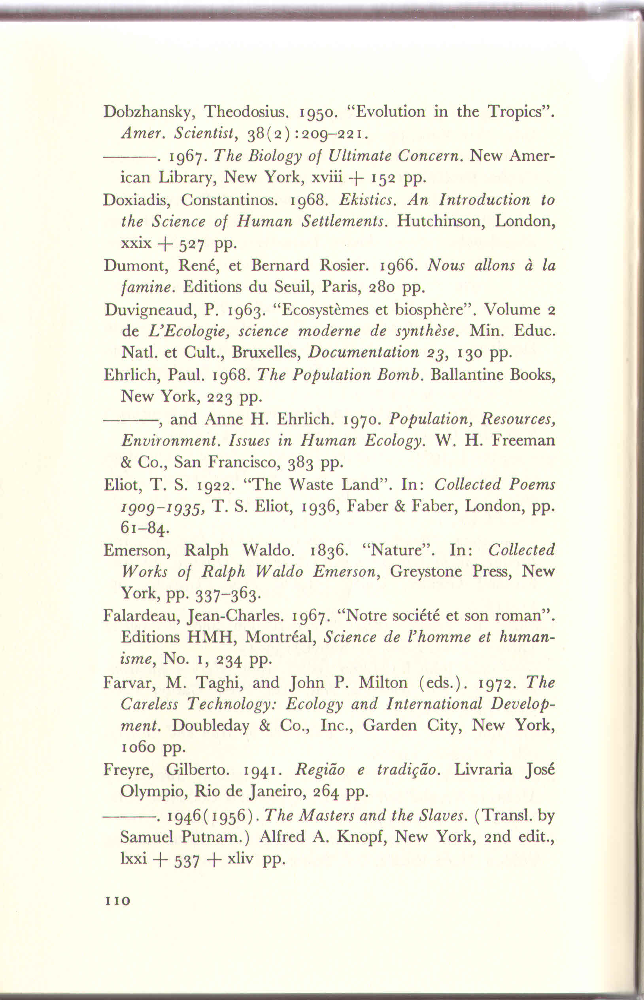 Dobzhansky, Theodosius. 1950. “Evolution in the Tropics”.
Amer. Scientist, 38(2):209–221.
———. 1967. The Biology of Ultimate Concern. New Amer-
ican Library, New York, xviii + 152 pp.
Doxiadis, Constantinos. 1968. Ekistics. An Introduction to
the Science of Human Settlements. Hutchinson, London,
xxix + 527 pp.
Dumont, René, et Bernard Rosier. 1966. Nous allons à la
famine. Editions du Seuil, Paris, 280 pp.
Duvigneaud, P. 1963. “Ecosystèmes et biosphère”. Volume 2
de L’Ecologie, science moderne de synthèse. Min. Educ.
Natl. et Cult., Bruxelles, Documentation 23, 130 pp.
Ehrlich, Paul. 1968. The Population Bomb. Ballantine Books,
New York, 223 pp.
———, and Anne H. Ehrlich. 1970. Population, Resources,
Environment. Issues in Human Ecology. W. H. Freeman
& Co., San Francisco, 383 pp.
Eliot, T. S. 1922. “The Waste Land”. In: Collected Poems
1909–1935, T. S. Eliot, 1936, Faber & Faber, London, pp.
61–84.
Emerson, Ralph Waldo. 1836. “Nature”. In: Collected
Works of Ralph Waldo Emerson, Greystone Press, New
York, pp. 337–363.
Falardeau, Jean-Charles. 1967. “Notre société et son roman”.
Editions HMH, Montréal, Science de l’homme et human-
isme, No. 1, 234 pp.
Farvar, M. Taghi, and John P. Milton (eds.). 1972. The
Careless Technology: Ecology and International Develop-
ment. Doubleday & Co., Inc., Garden City, New York,
1060 pp.
Freyre, Gilberto. 1941. Região e tradição. Livraria José
Olympio, Rio de Janeiro, 264 pp.
———. 1946(1956). The Masters and the Slaves. (Transl. by
Samuel Putnam.) Alfred A. Knopf, New York, 2nd edit.,
lxxi + 537 + xliv pp.
110